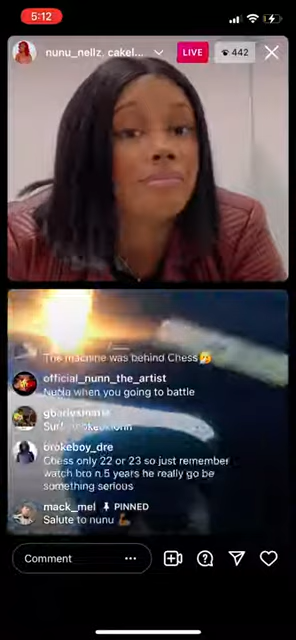 5:12
nunu_nellz, cakel...
LIVE
442
The machine was behind Chess
official_nunn_the_artist
Nunu when you going to battle
brokeboy_dre
Chess only 22 or 23 so just remember
watch bro n 5 years he really go be
something serious
mack_mel PINNED
Salute to nunu
Comment